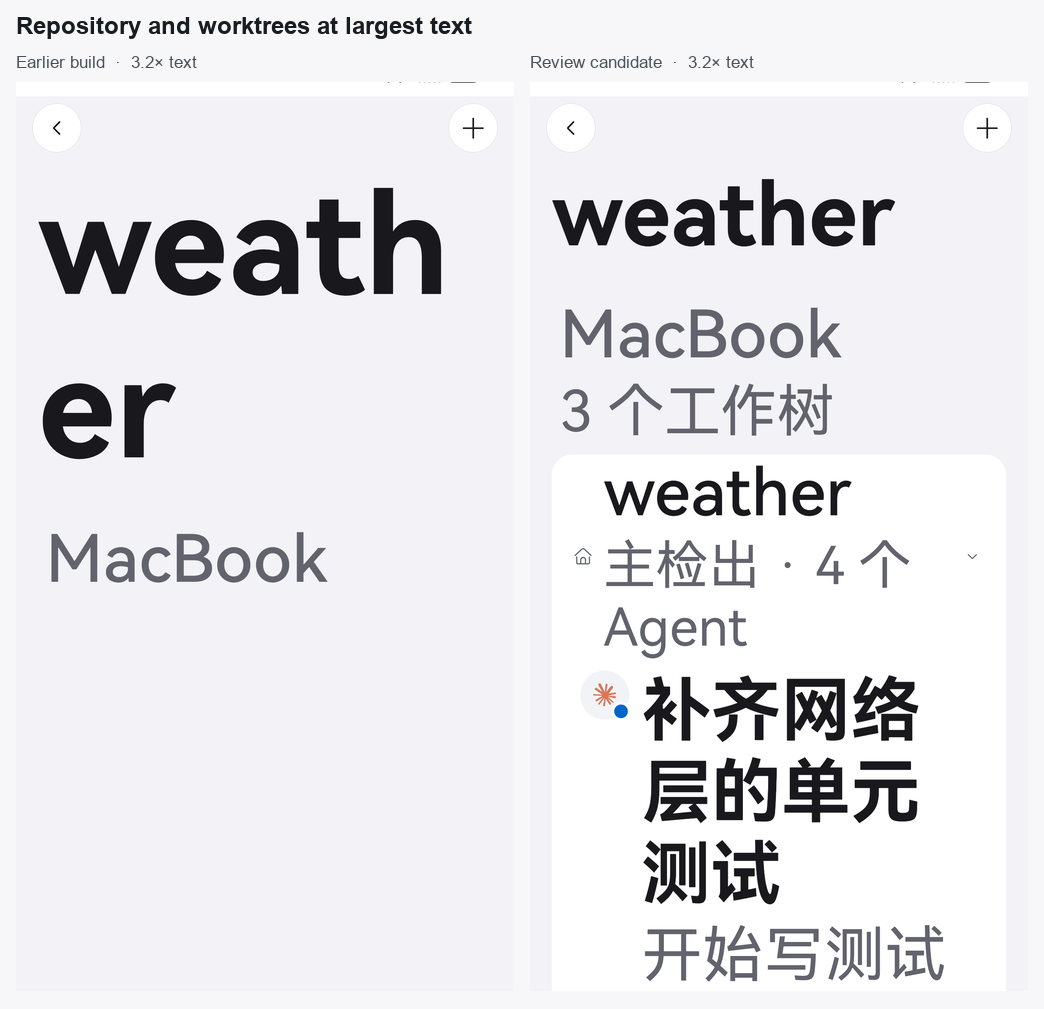 Repository and worktrees at largest text
Earlier build · 3.2× text
weath
er
MacBook
Review candidate · 3.2× text
weather
MacBook
3 个工作树
weather
主检出 · 4 个
Agent
补齐网络
层的单元
测试
开始写测试